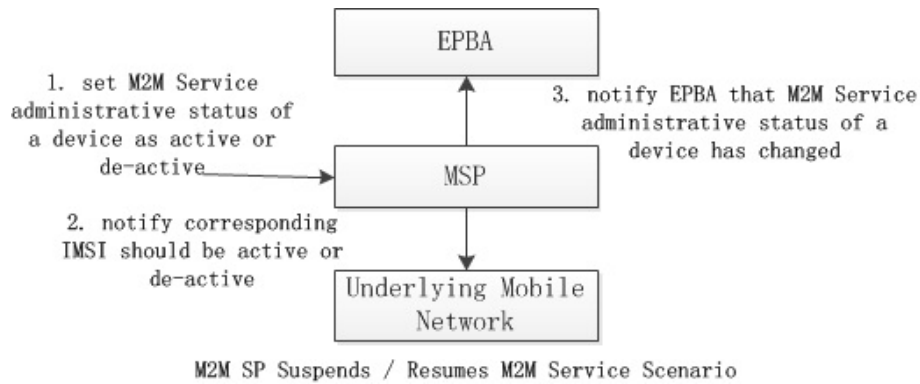 EPBA
1. set M2M Service
administrative status of
a device as active or
de-active
3. notify EPBA that M2M Service
administrative status of a
device has changed
MSP
2. notify corresponding
IMSI should be active or
de-active
Underlying Mobile
Network
M2M SP Suspends / Resumes M2M Service Scenario